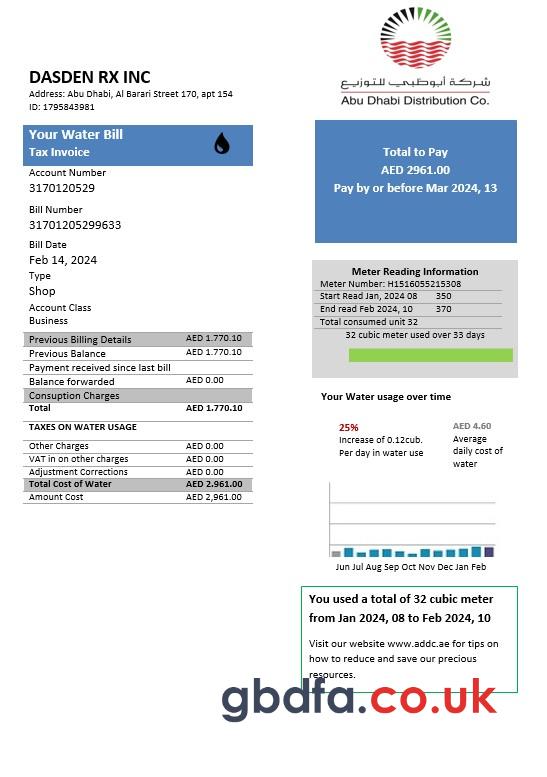 DASDEN RX INC
Address: Abu Dhabi, Al Barari Street 170, apt 154
ID: 1795843981
شركة أبوظبي للتوزيع
Abu Dhabi Distribution Co.
Your Water Bill
Tax Invoice
Account Number
3170120529
Bill Number
31701205299633
Bill Date
Feb 14, 2024
Type
Shop
Account Class
Business
Previous Billing Details AED 1.770.10
Previous Balance AED 1.770.10
Payment received since last bill
Balance forwarded AED 0.00
Consuption Charges
Total AED 1.770.10
TAXES ON WATER USAGE
Other Charges AED 0.00
VAT in on other charges AED 0.00
Adjustment Corrections AED 0.00
Total Cost of Water AED 2.961.00
Amount Cost AED 2,961.00
Total to Pay
AED 2961.00
Pay by or before Mar 2024, 13
Meter Reading Information
Meter Number: H1516055215308
Start Read Jan, 2024 08 350
End read Feb 2024, 10 370
Total consumed unit 32
32 cubic meter used over 33 days
Your Water usage over time
25%
Increase of 0.12cub.
Per day in water use
AED 4.60
Average
daily cost of
water
Jun Jul Aug Sep Oct Nov Dec Jan Feb
You used a total of 32 cubic meter
from Jan 2024, 08 to Feb 2024, 10
Visit our website www.addc.ae for tips on
how to reduce and save our precious
resources.
gbdfa.co.uk